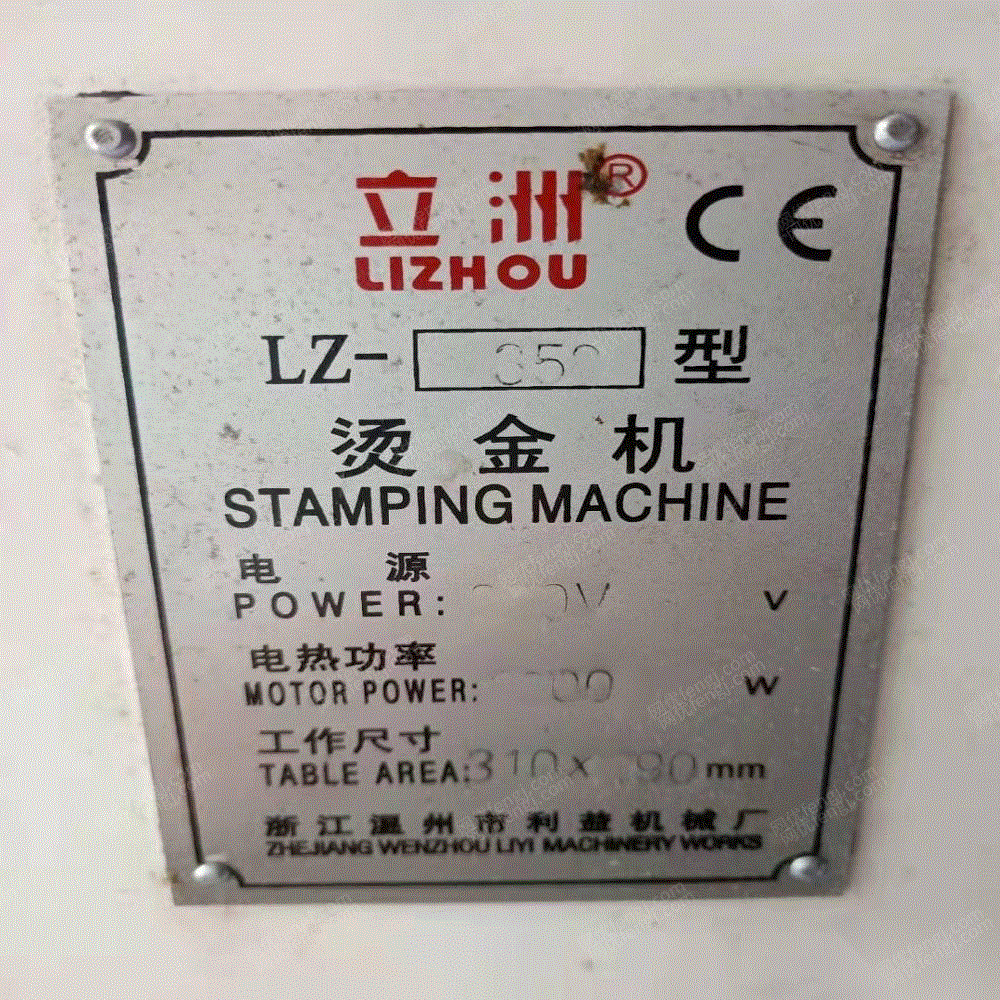 立洲®
LIZHOU
CE
LZ- 型
烫金机
STAMPING MACHINE
电 源
POWER: V
电热功率
MOTOR POWER: W
工作尺寸
TABLE AREA: mm
浙江温州市利益机械厂
ZHEJIANG WENZHOU LIYI MACHINERY WORKS